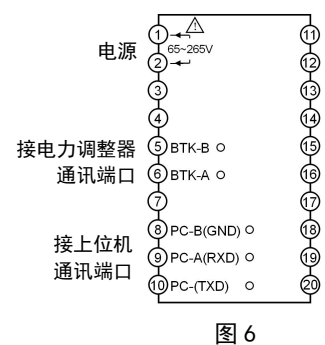 ① ⑪
电源 65~265V
② ⑫
③ ⑬
④ ⑭
接电力调整器 ⑤ BTK-B ⑮
通讯端口 ⑥ BTK-A ⑯
⑦ ⑰
⑧ PC-B(GND) ⑱
接上位机 ⑨ PC-A(RXD) ⑲
通讯端口 ⑩ PC-(TXD) ⑳
图 6